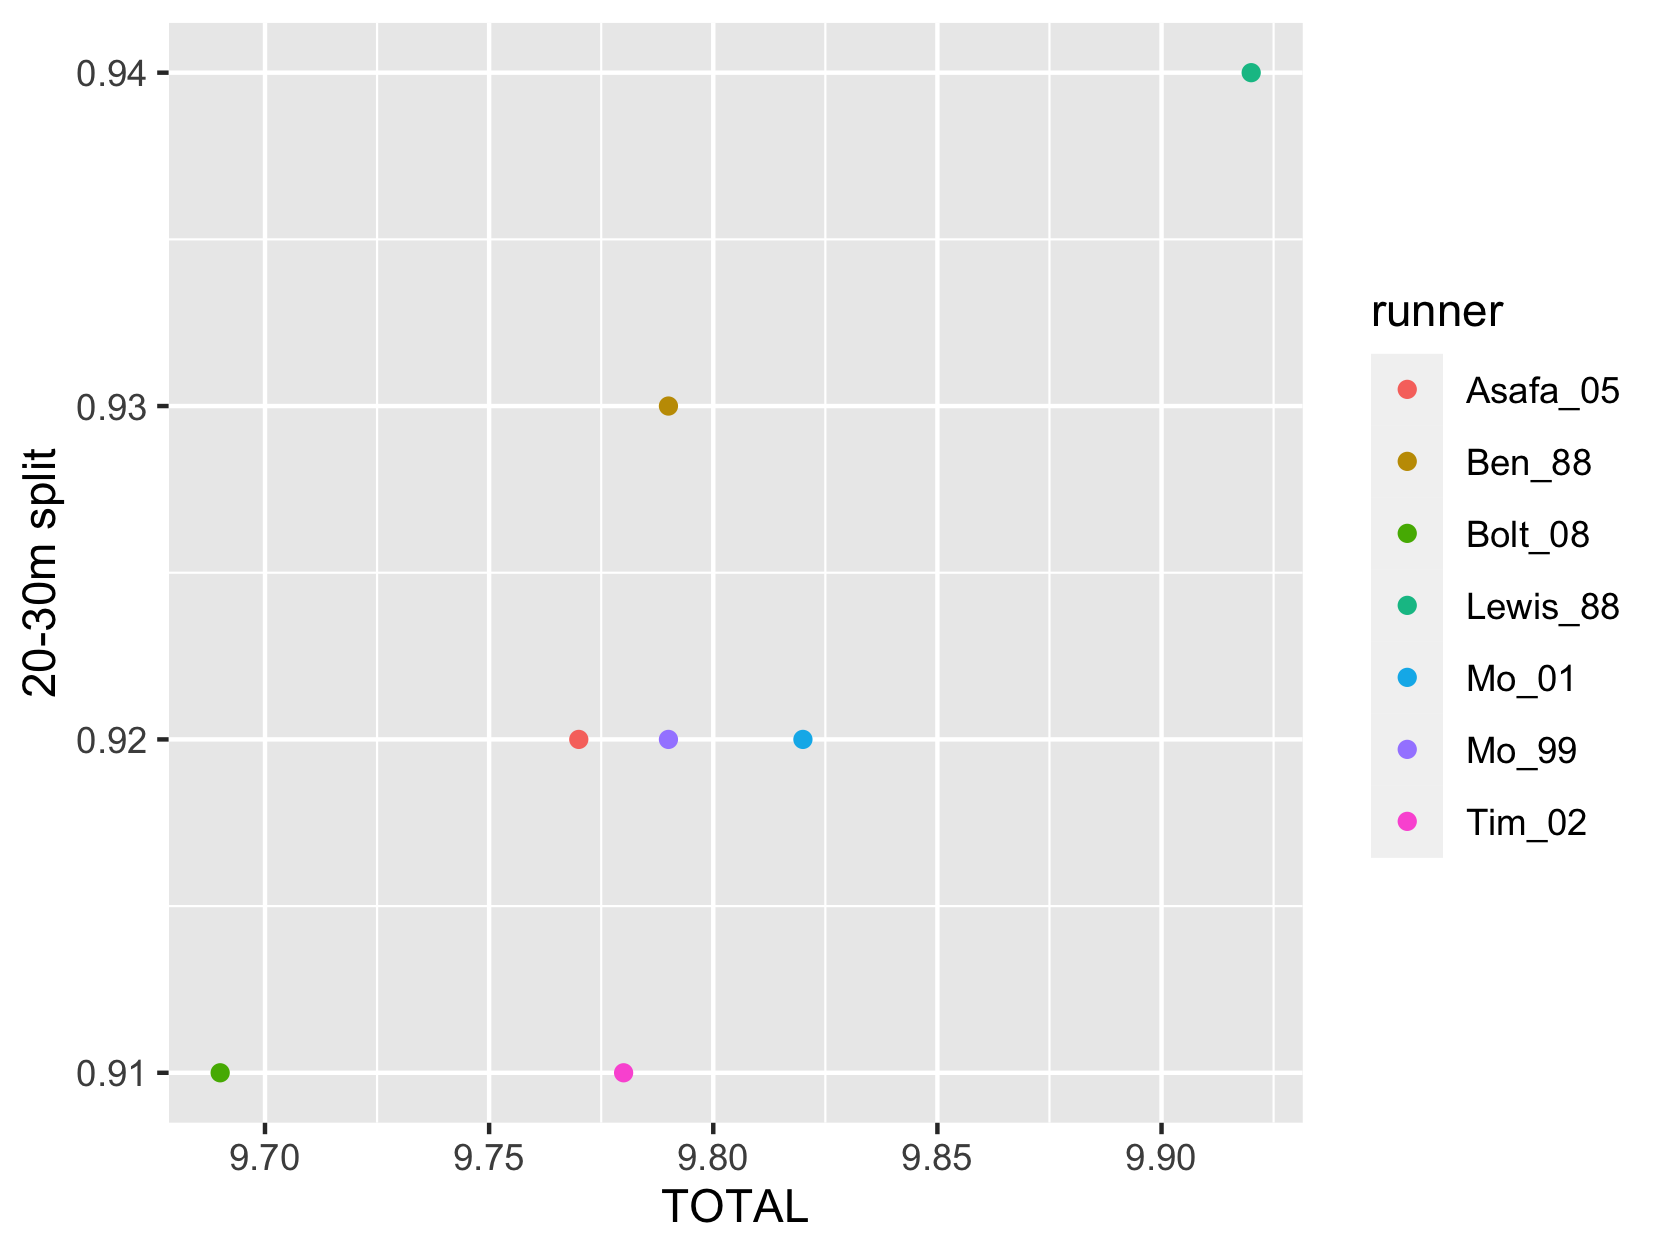 0.94
0.93
0.92
0.91
20-30m split
9.70 9.75 9.80 9.85 9.90
TOTAL
runner
Asafa_05
Ben_88
Bolt_08
Lewis_88
Mo_01
Mo_99
Tim_02